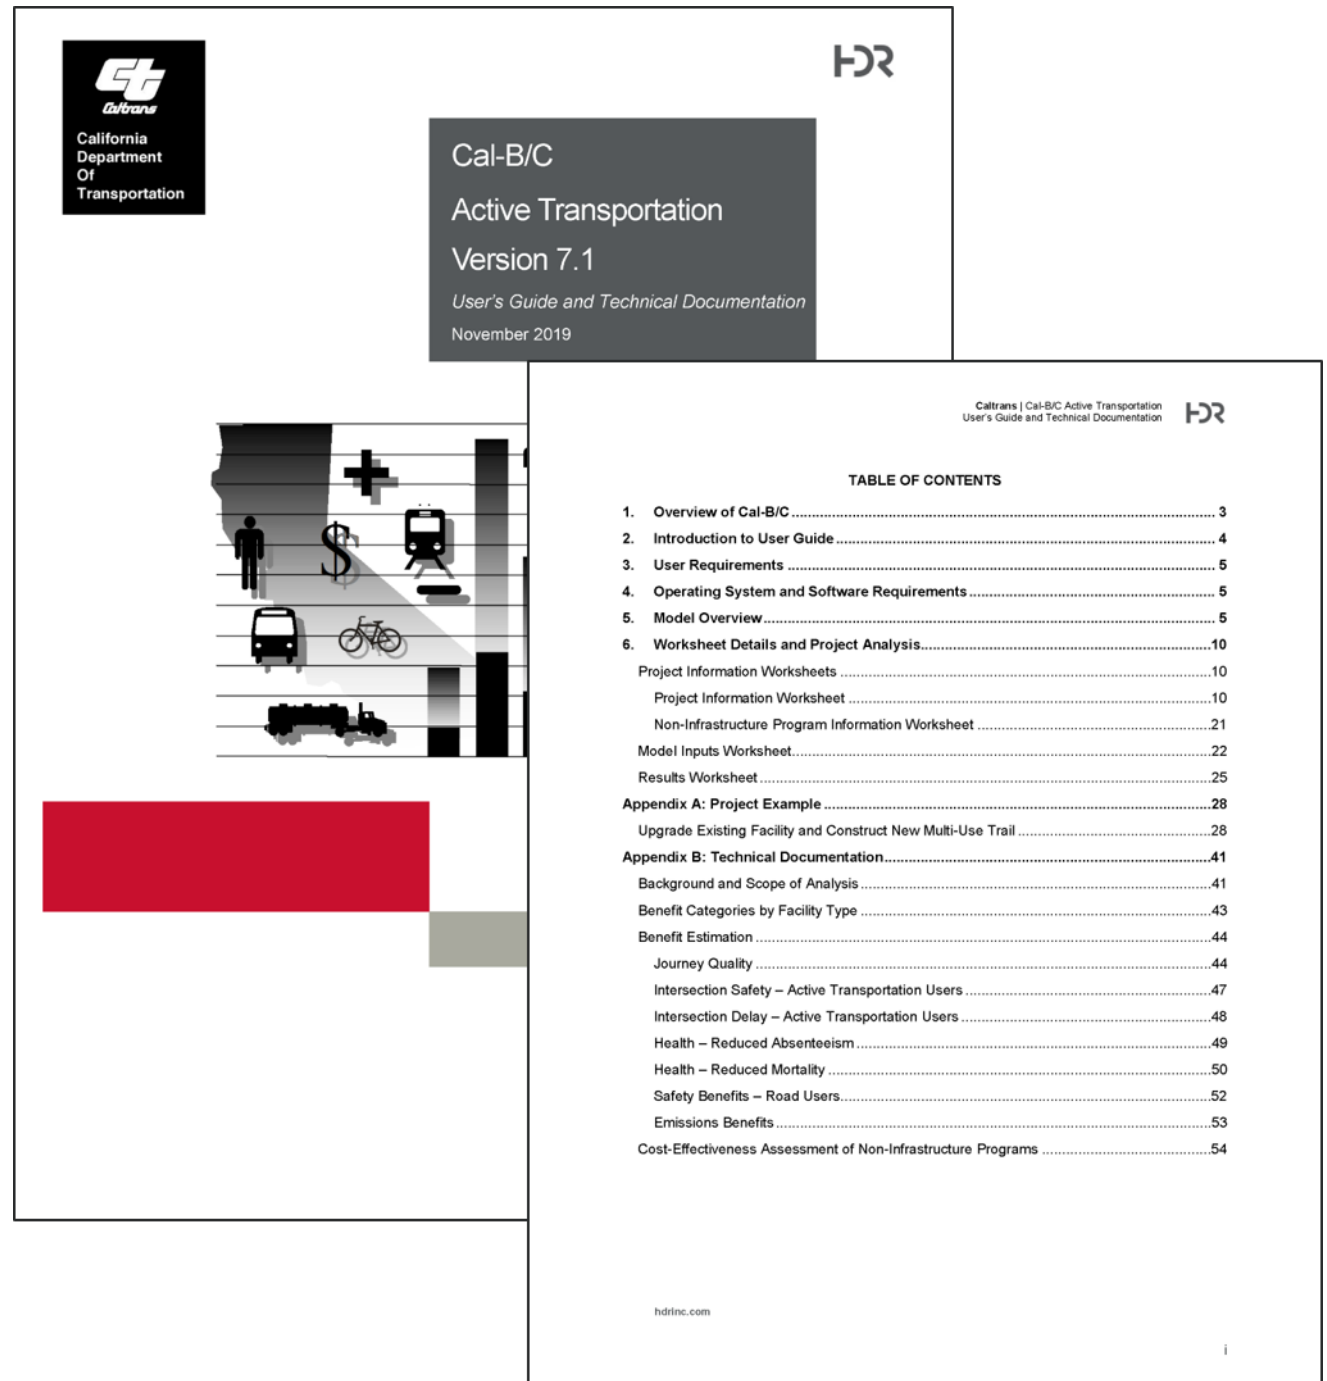 Caltrans
California
Department
Of
Transportation
HDR
Cal-B/C
Active Transportation
Version 7.1
User's Guide and Technical Documentation
November 2019
$
Caltrans | Cal-B/C Active Transportation
User's Guide and Technical Documentation
HDR
TABLE OF CONTENTS
1. Overview of Cal-B/C 3
2. Introduction to User Guide 4
3. User Requirements 5
4. Operating System and Software Requirements 5
5. Model Overview 5
6. Worksheet Details and Project Analysis 10
Project Information Worksheets 10
Project Information Worksheet 10
Non-Infrastructure Program Information Worksheet 21
Model Inputs Worksheet 22
Results Worksheet 25
Appendix A: Project Example 28
Upgrade Existing Facility and Construct New Multi-Use Trail 28
Appendix B: Technical Documentation 41
Background and Scope of Analysis 41
Benefit Categories by Facility Type 43
Benefit Estimation 44
Journey Quality 44
Intersection Safety – Active Transportation Users 47
Intersection Delay – Active Transportation Users 48
Health – Reduced Absenteeism 49
Health – Reduced Mortality 50
Safety Benefits – Road Users 52
Emissions Benefits 53
Cost-Effectiveness Assessment of Non-Infrastructure Programs 54
hdrinc.com
i